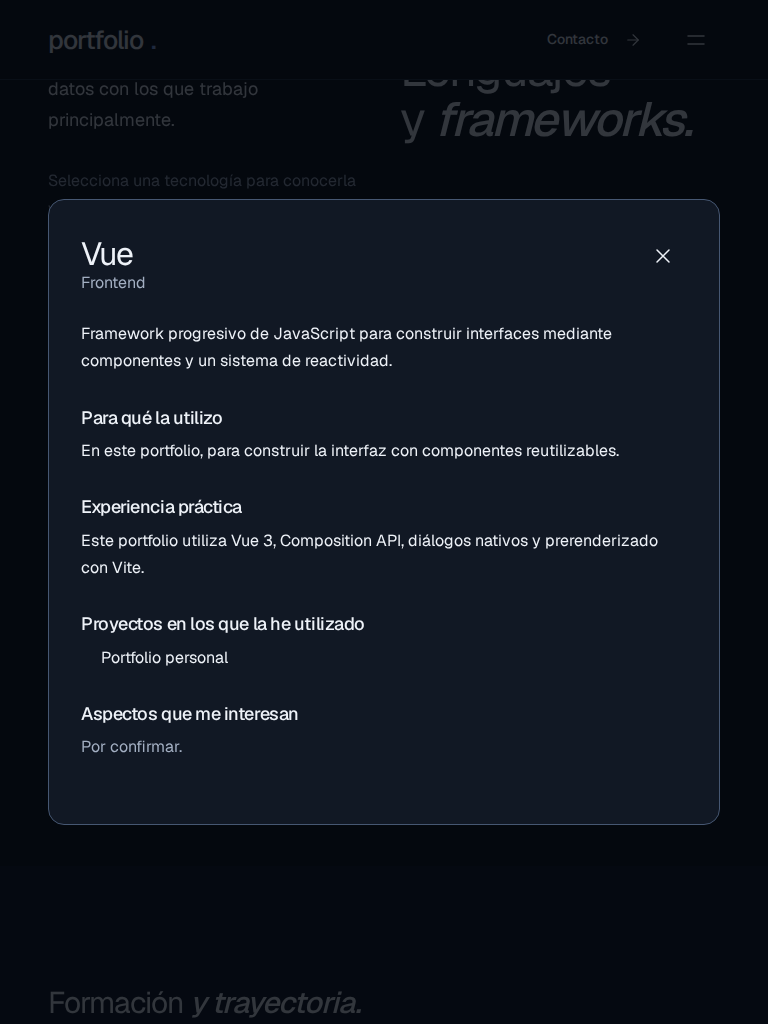 portfolio .
Contacto
datos con los que trabajo
principalmente.
Lenguajes
y frameworks.
Selecciona una tecnología para conocerla
Vue
Frontend
Framework progresivo de JavaScript para construir interfaces mediante
componentes y un sistema de reactividad.
Para qué la utilizo
En este portfolio, para construir la interfaz con componentes reutilizables.
Experiencia práctica
Este portfolio utiliza Vue 3, Composition API, diálogos nativos y prerenderizado
con Vite.
Proyectos en los que la he utilizado
Portfolio personal
Aspectos que me interesan
Por confirmar.
Formación y trayectoria.